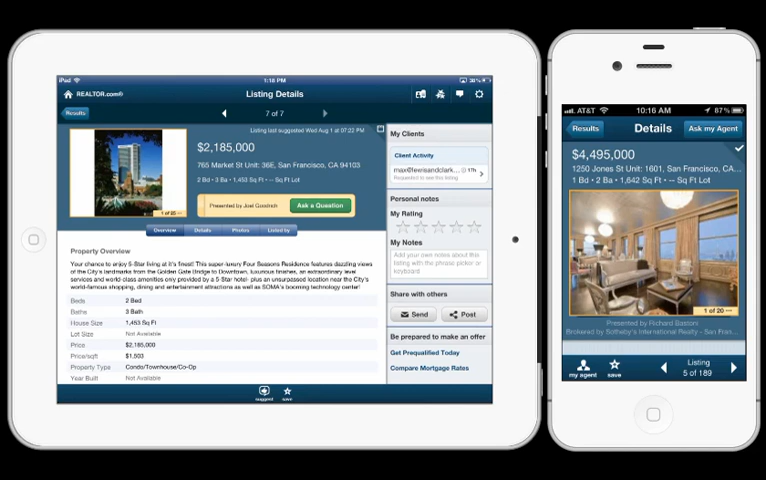 iPad
1:16 PM
38%
REALTOR.com®
Listing Details
Results
7 of 7
Listing last suggested Wed Aug 1 at 07:22 PM
$2,185,000
765 Market St Unit: 36E, San Francisco, CA 94103
2 Bd • 3 Ba • 1,453 Sq Ft • -- Sq Ft Lot
1 of 25
Presented by Joel Goodrich
Ask a Question
Overview
Details
Photos
Listed by
Property Overview
Your chance to enjoy 5-Star living at it's finest! This super-luxury Four Seasons Residence features dazzling views
of the City's landmarks from the Golden Gate Bridge to Downtown, luxurious finishes, an extraordinary level
services and world-class amenities only provided by a 5-Star hotel- plus an unsurpassed location near the City's
world-famous shopping, dining and entertainment attractions as well as SOMA's booming technology center!
Beds 2 Bed
Baths 3 Bath
House Size 1,453 Sq Ft
Lot Size Not Available
Price $2,185,000
Price/sqft $1,503
Property Type Condo/Townhouse/Co-Op
Year Built Not Available
suggest
save
My Clients
Client Activity
max@lewisandclark...
Requested to see this listing
Personal notes
My Rating
My Notes
Add your own notes about this
listing with the phrase picker or
keyboard
Share with others
Send
Post
Be prepared to make an offer
Get Prequalified Today
Compare Mortgage Rates
AT&T
10:16 AM
87%
Results
Details
Ask my Agent
$4,495,000
1250 Jones St Unit: 1601, San Francisco, CA...
1 Bd • 2 Ba • 1,642 Sq Ft • -- Sq Ft Lot
1 of 20
Presented by Richard Bastoni
Brokered by Sotheby's International Realty - San Fran...
my agent
save
Listing
5 of 189